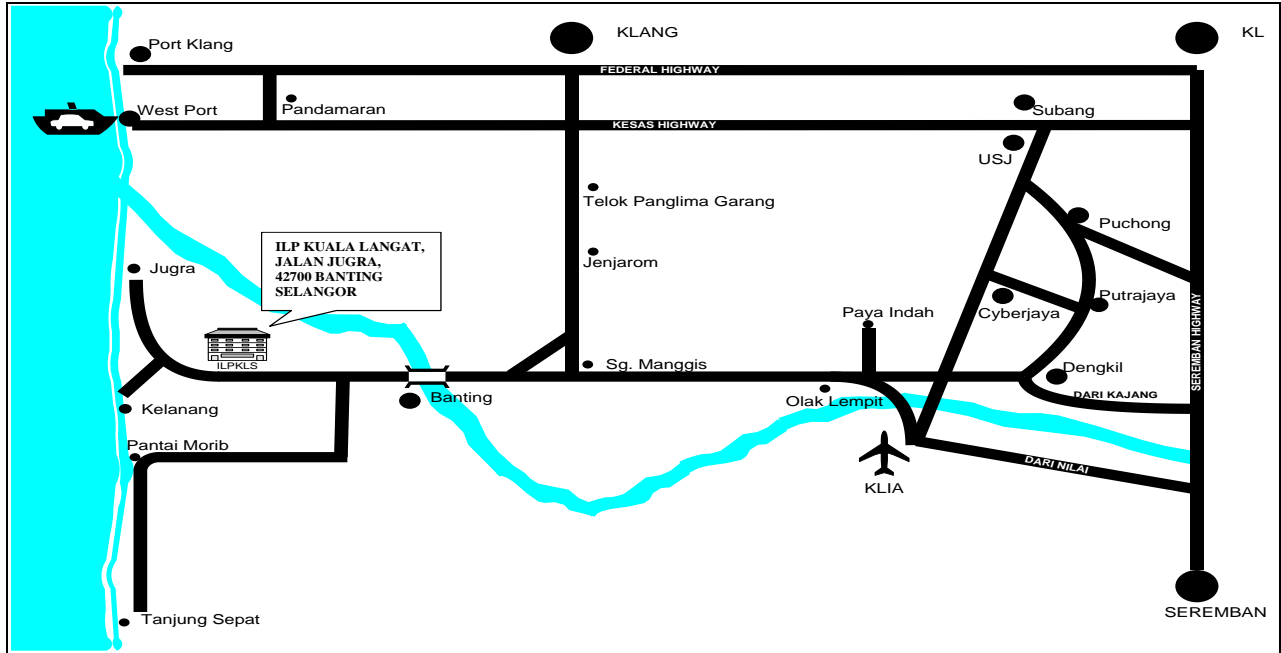 KLANG
KL
Port Klang
FEDERAL HIGHWAY
West Port
Pandamaran
Subang
KESAS HIGHWAY
USJ
Telok Panglima Garang
Puchong
ILP KUALA LANGAT,
JALAN JUGRA,
42700 BANTING
SELANGOR
Jugra
Jenjarom
Putrajaya
Cyberjaya
Paya Indah
SEREMBAN HIGHWAY
ILPKLS
Sg. Manggis
Dengkil
DARI KAJANG
Olak Lempit
Banting
Kelanang
Pantai Morib
DARI NILAI
KLIA
SEREMBAN
Tanjung Sepat